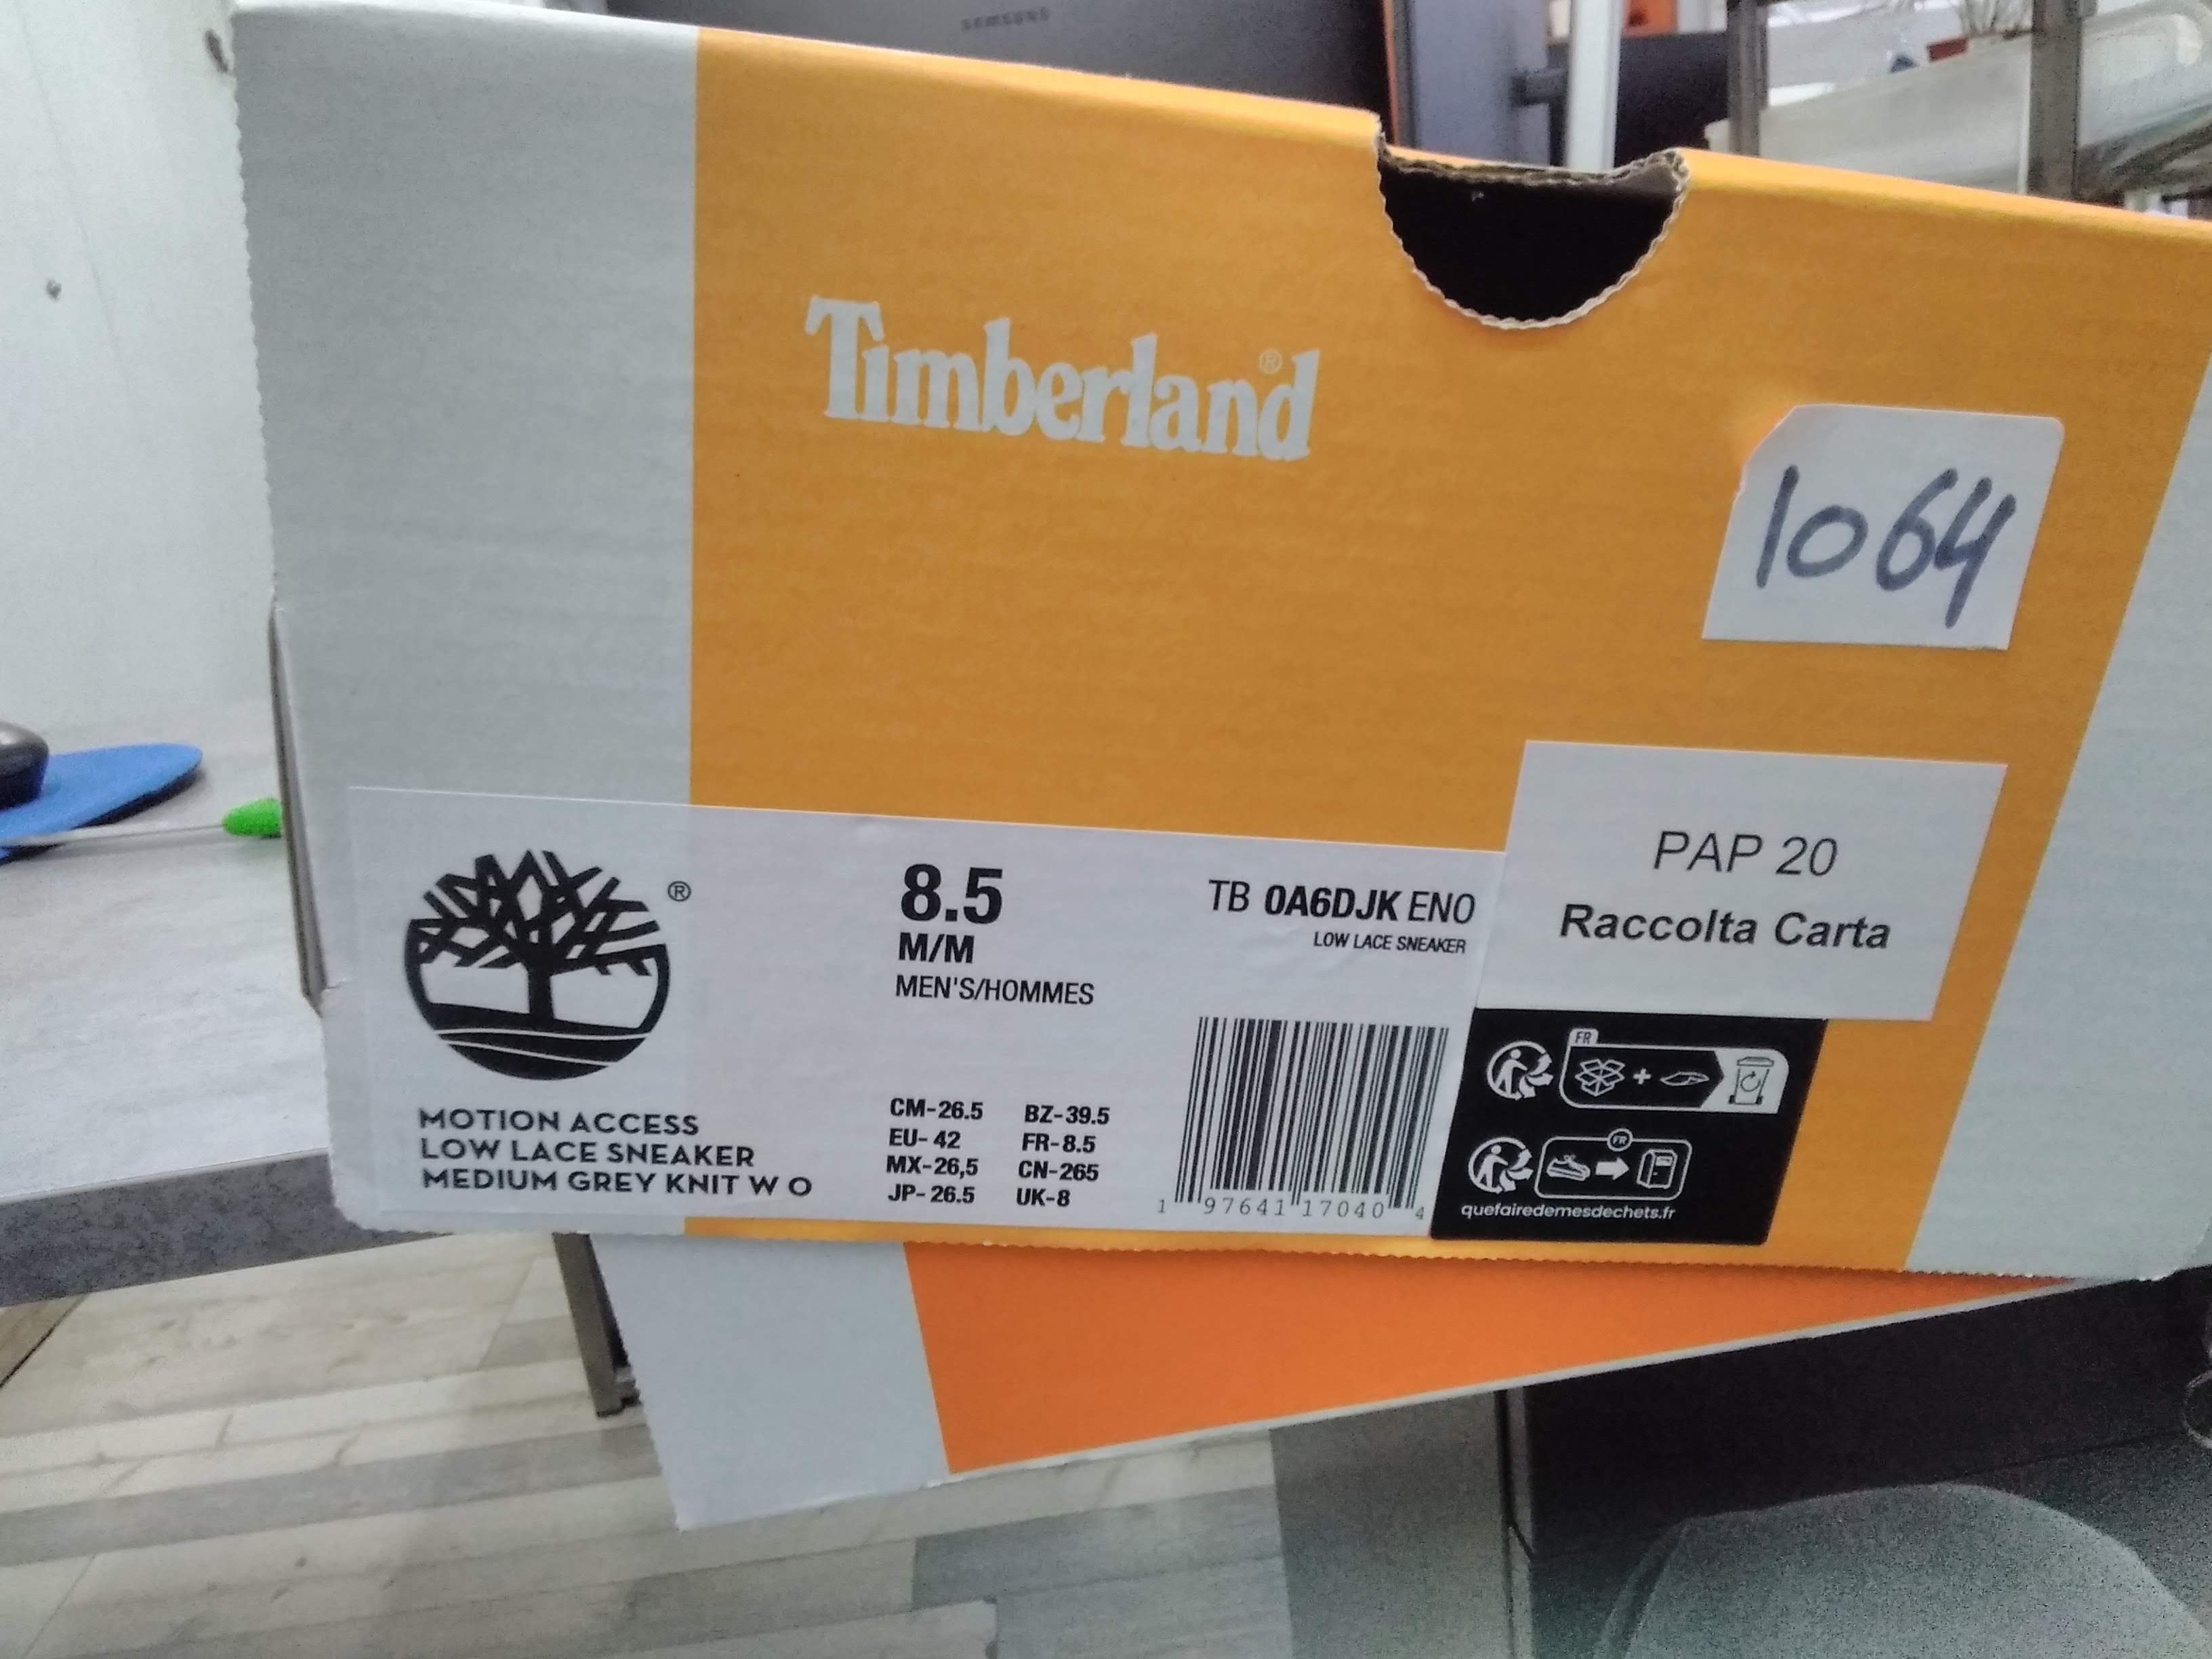 SAMSUNG
Timberland®
1064
PAP 20
Raccolta Carta
®
MOTION ACCESS
LOW LACE SNEAKER
MEDIUM GREY KNIT W O
8.5
M/M
MEN'S/HOMMES
CM-26.5 BZ-39.5
EU- 42 FR-8.5
MX-26,5 CN-265
JP- 26.5 UK-8
TB 0A6DJK ENO
LOW LACE SNEAKER
1 97641 17040 4
FR
FR
quefairedemesdechets.fr